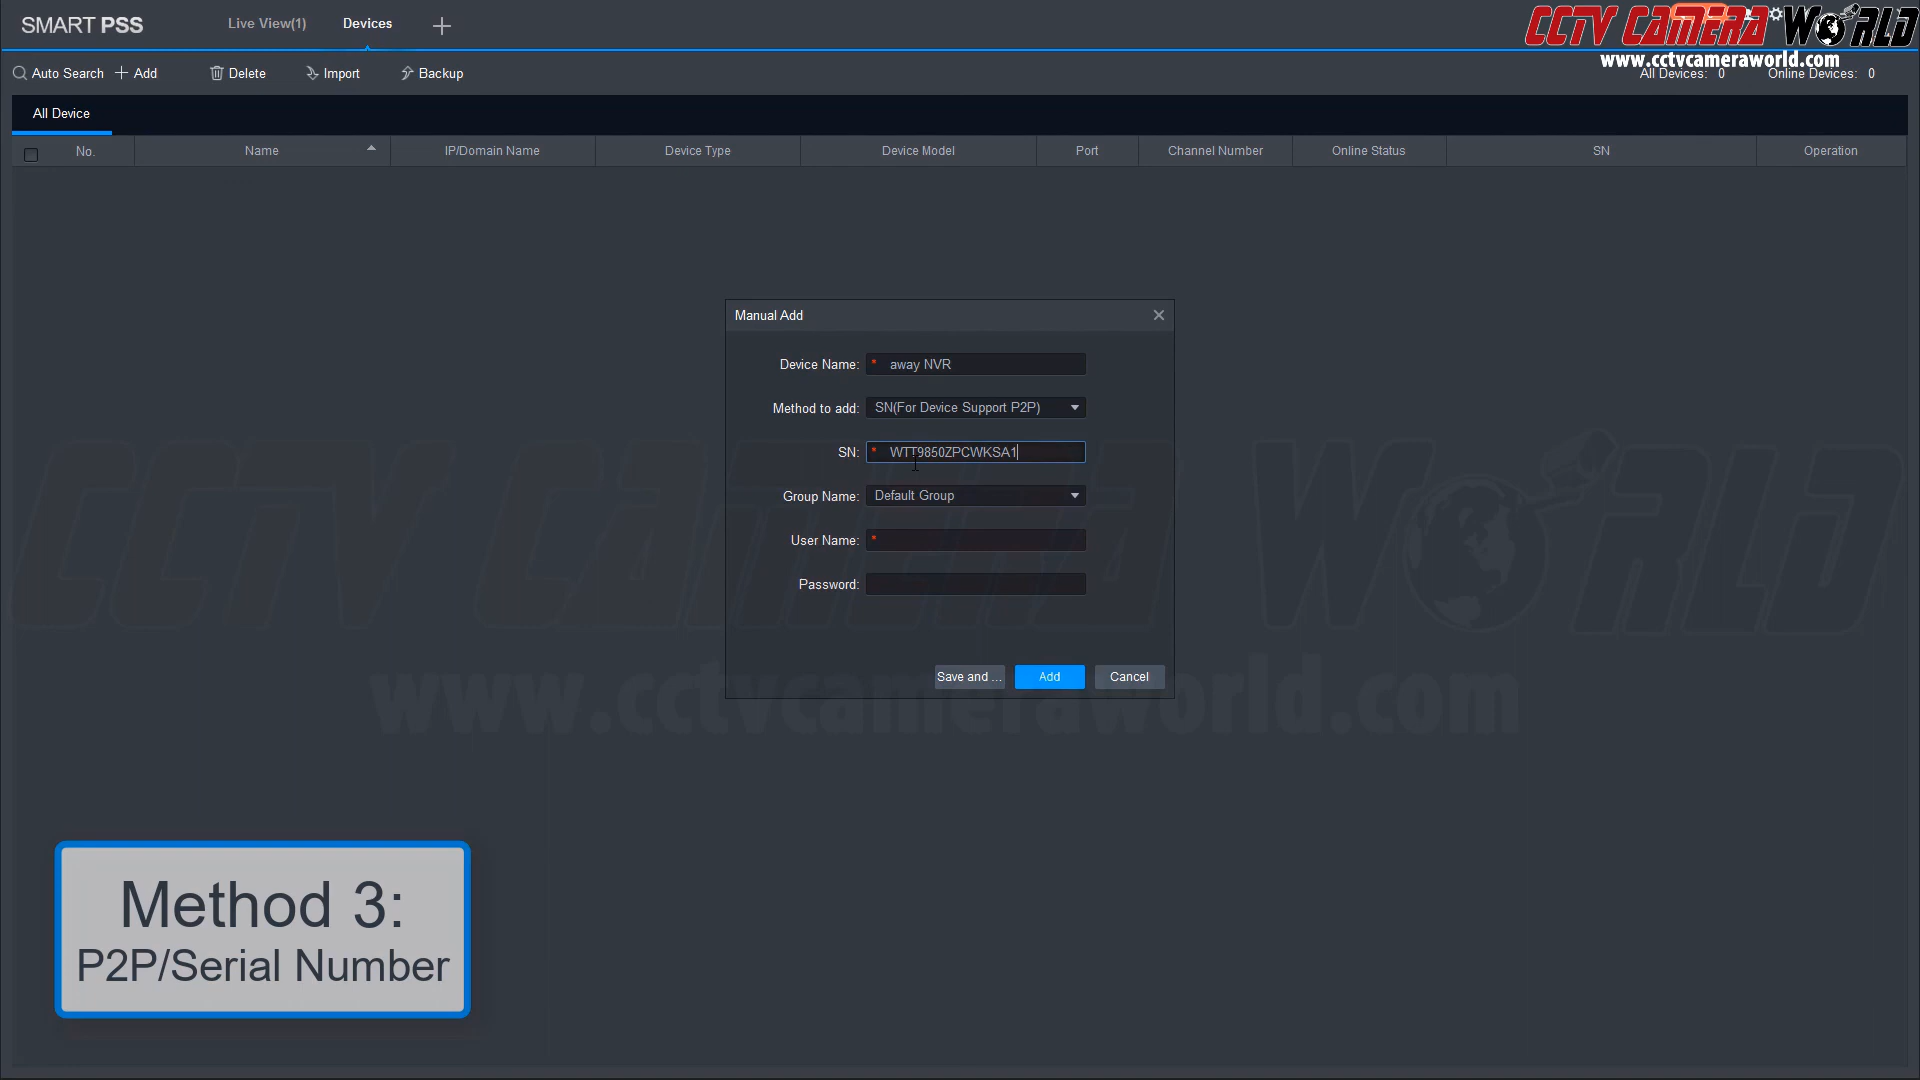 SMART PSS
Live View(1)
Devices
CCTV CAMERA WORLD
www.cctvcameraworld.com
Auto Search
Add
Delete
Import
Backup
All Devices: 0
Online Devices: 0
All Device
No.
Name
IP/Domain Name
Device Type
Device Model
Port
Channel Number
Online Status
SN
Operation
Manual Add
Device Name: * away NVR
Method to add: SN(For Device Support P2P)
SN: * WTT9850ZPCWKSA1
Group Name: Default Group
User Name: *
Password:
Save and ...
Add
Cancel
CCTV CAMERA WORLD
www.cctvcameraworld.com
Method 3:
P2P/Serial Number